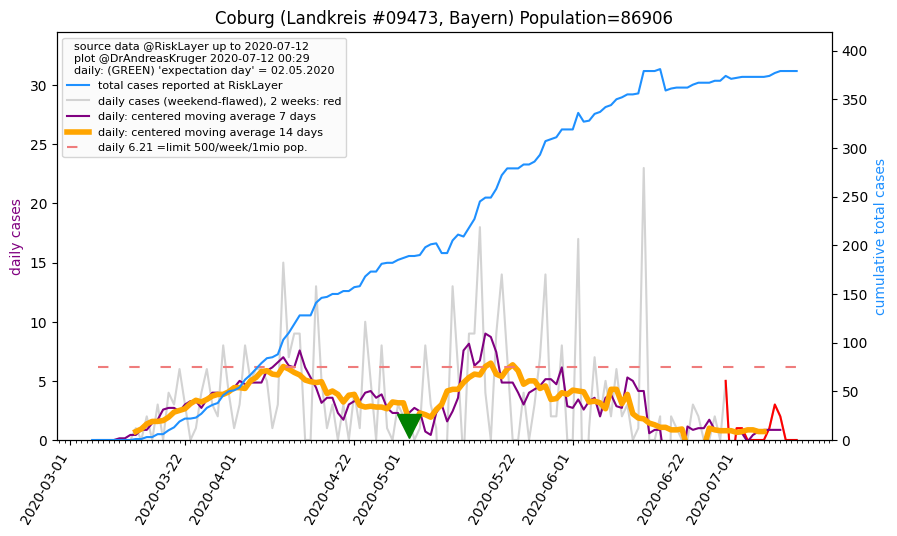 Coburg (Landkreis #09473, Bayern) Population=86906
source data @RiskLayer up to 2020-07-12
plot @DrAndreasKruger 2020-07-12 00:29
daily: (GREEN) 'expectation day' = 02.05.2020
total cases reported at RiskLayer
daily cases (weekend-flawed), 2 weeks: red
daily: centered moving average 7 days
daily: centered moving average 14 days
daily 6.21 =limit 500/week/1mio pop.
daily cases
30
25
20
15
10
5
0
cumulative total cases
400
350
300
250
200
150
100
50
0
2020-03-01
2020-03-22
2020-04-01
2020-04-22
2020-05-01
2020-05-22
2020-06-01
2020-06-22
2020-07-01